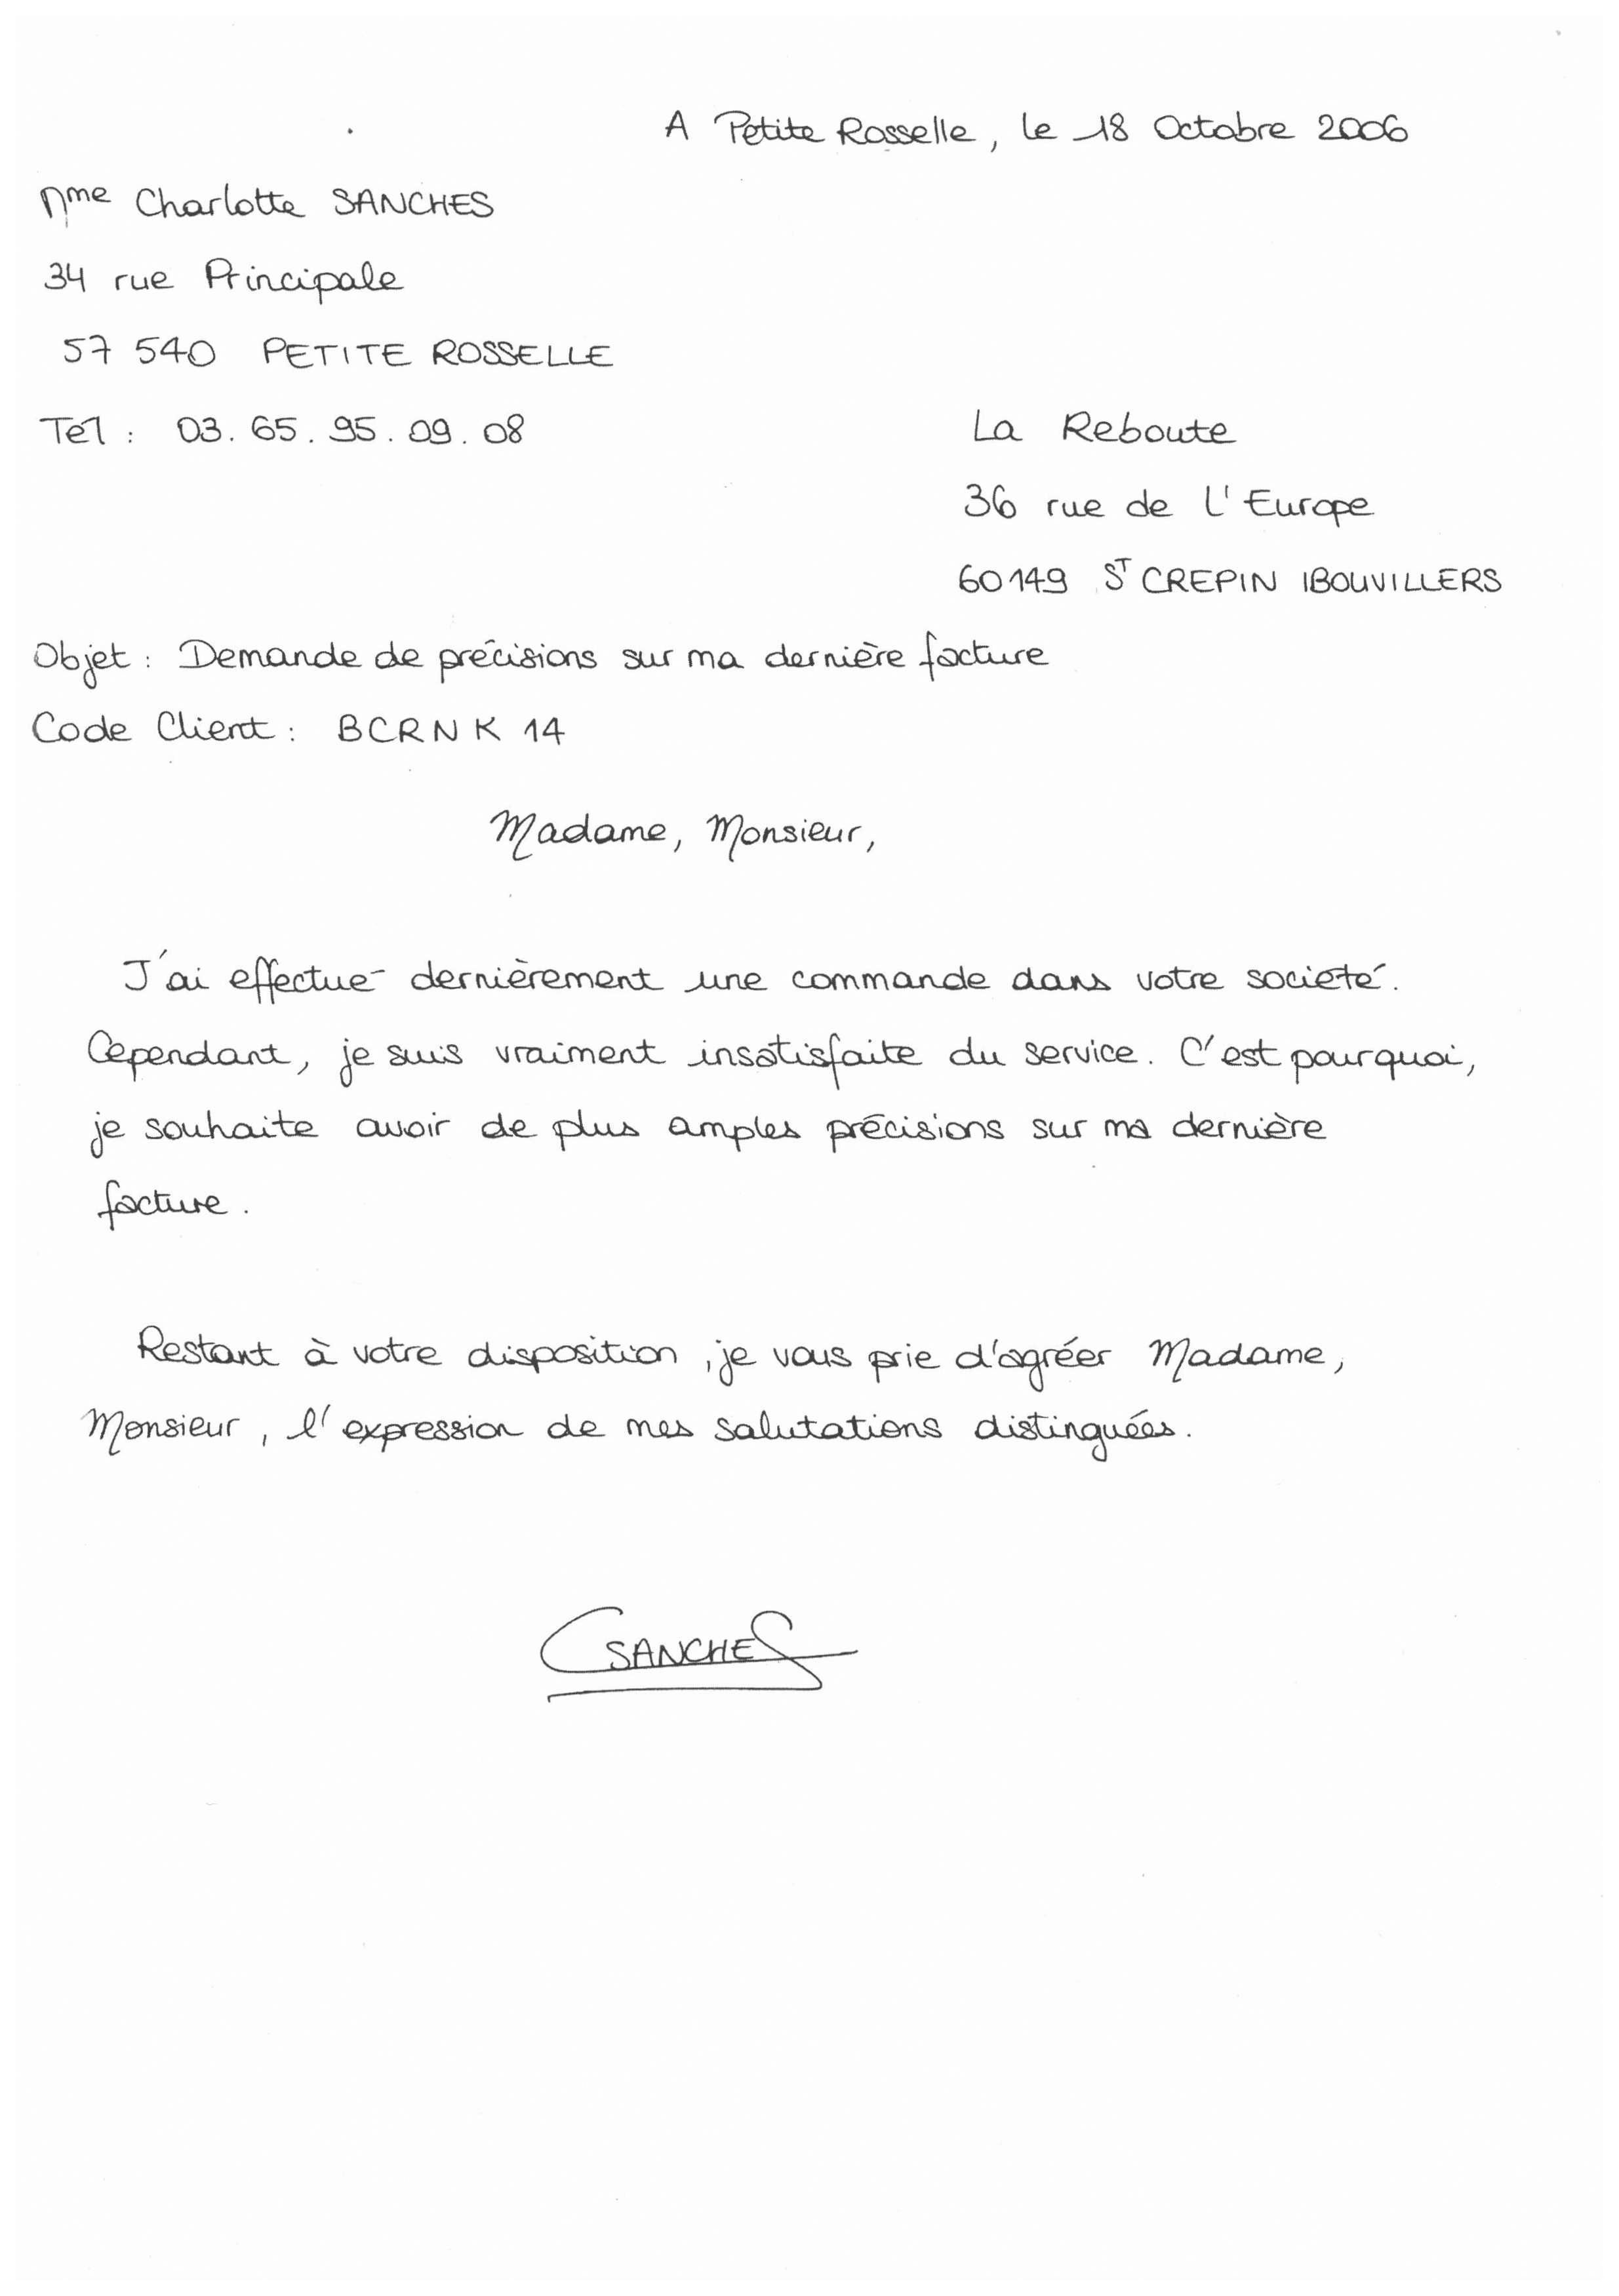 A Petite Rosselle, le 18 Octobre 2006
Mme Charlotte SANCHES
34 rue Principale
57 540 PETITE ROSSELLE
Tél : 03. 65. 95. 09. 08
La Reboute
36 rue de l'Europe
60149 ST CREPIN IBOUVILLERS
Objet : Demande de précisions sur ma dernière facture
Code Client : BCRNK 14
Madame, Monsieur,
J'ai effectué dernièrement une commande dans votre société.
Cependant, je suis vraiment insatisfaite du service. C'est pourquoi,
je souhaite avoir de plus amples précisions sur ma dernière
facture.
Restant à votre disposition, je vous prie d'agréer Madame,
Monsieur, l'expression de mes salutations distinguées.
CSANCHES